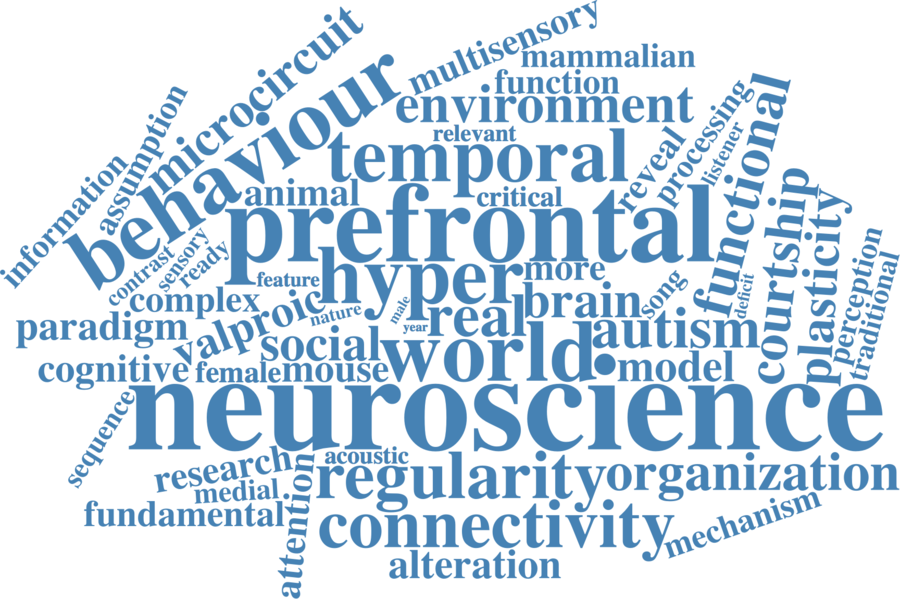 multisensory
mammalian
microcircuit
function
behaviour
environment
assumption
processing
functional
relevant
listener
information
temporal
reveal
animal
critical
courtship
prefrontal
plasticity
contrast
sensory
ready
feature
hyper
more
song
deficit
perception
traditional
complex
valproic
nature
male
year
real
brain
autism
paradigm
social
world
cognitive
female
mouse
model
neuroscience
sequence
research
acoustic
medial
regularity
organization
attention
fundamental
connectivity
mechanism
alteration